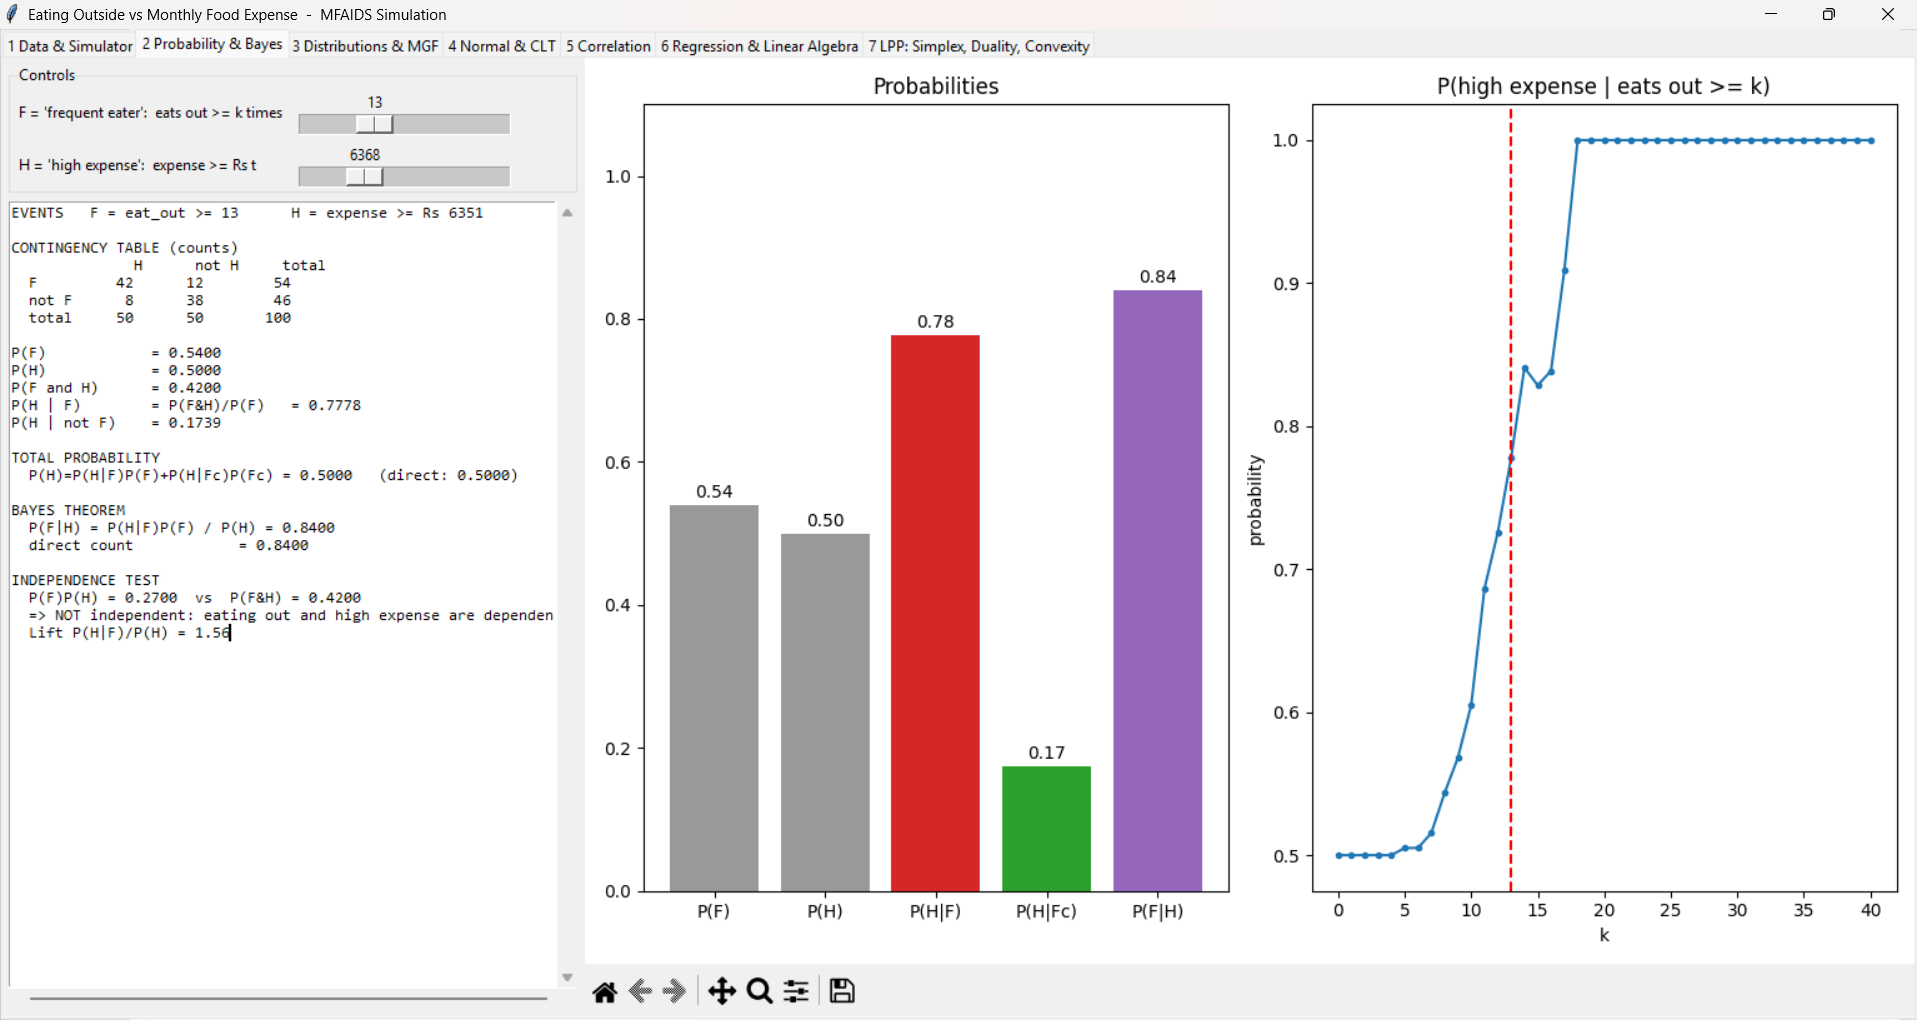 Eating Outside vs Monthly Food Expense - MFAIDS Simulation
1 Data & Simulator 2 Probability & Bayes 3 Distributions & MGF 4 Normal & CLT 5 Correlation 6 Regression & Linear Algebra 7 LPP: Simplex, Duality, Convexity
Controls
13
F = 'frequent eater': eats out >= k times
6368
H = 'high expense': expense >= Rs t
EVENTS F = eat_out >= 13 H = expense >= Rs 6351
CONTINGENCY TABLE (counts)
H not H total
F 42 12 54
not F 8 38 46
total 50 50 100
P(F) = 0.5400
P(H) = 0.5000
P(F and H) = 0.4200
P(H | F) = P(F&H)/P(F) = 0.7778
P(H | not F) = 0.1739
TOTAL PROBABILITY
P(H)=P(H|F)P(F)+P(H|Fc)P(Fc) = 0.5000 (direct: 0.5000)
BAYES THEOREM
P(F|H) = P(H|F)P(F) / P(H) = 0.8400
direct count = 0.8400
INDEPENDENCE TEST
P(F)P(H) = 0.2700 vs P(F&H) = 0.4200
=> NOT independent: eating out and high expense are dependen
Lift P(H|F)/P(H) = 1.56
Probabilities
1.0
0.8
0.6
0.4
0.2
0.0
0.54
0.50
0.78
0.17
0.84
P(F) P(H) P(H|F) P(H|Fc) P(F|H)
P(high expense | eats out >= k)
probability
1.0
0.9
0.8
0.7
0.6
0.5
0 5 10 15 20 25 30 35 40
k